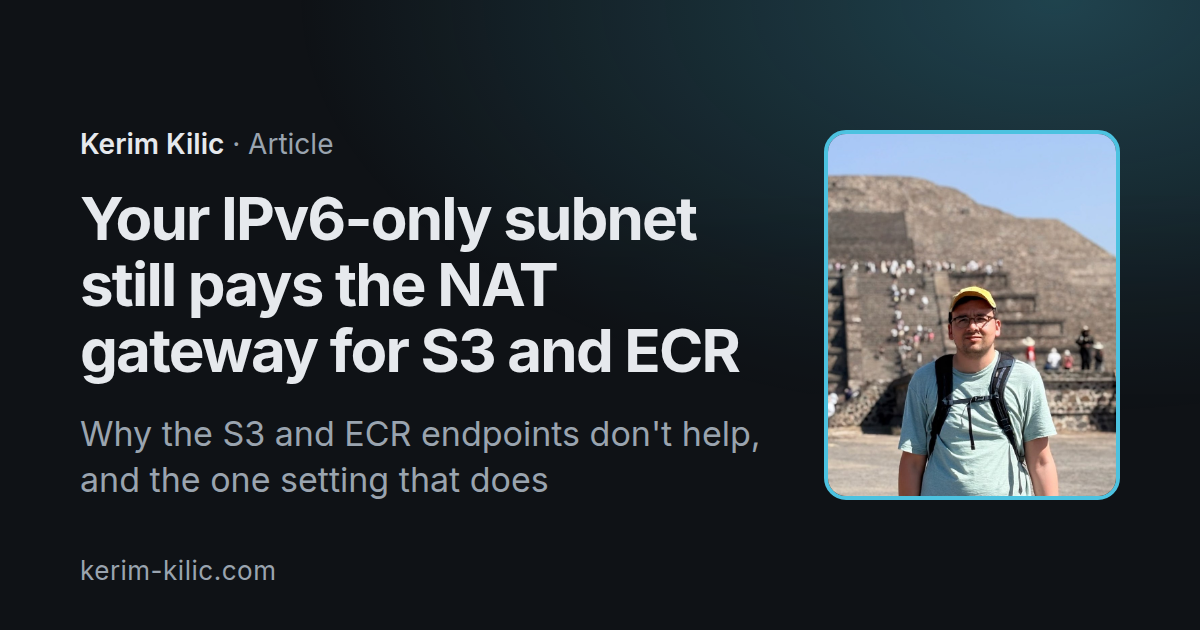 Kerim Kilic · Article
Your IPv6-only subnet
still pays the NAT
gateway for S3 and ECR
Why the S3 and ECR endpoints don't help,
and the one setting that does
kerim-kilic.com